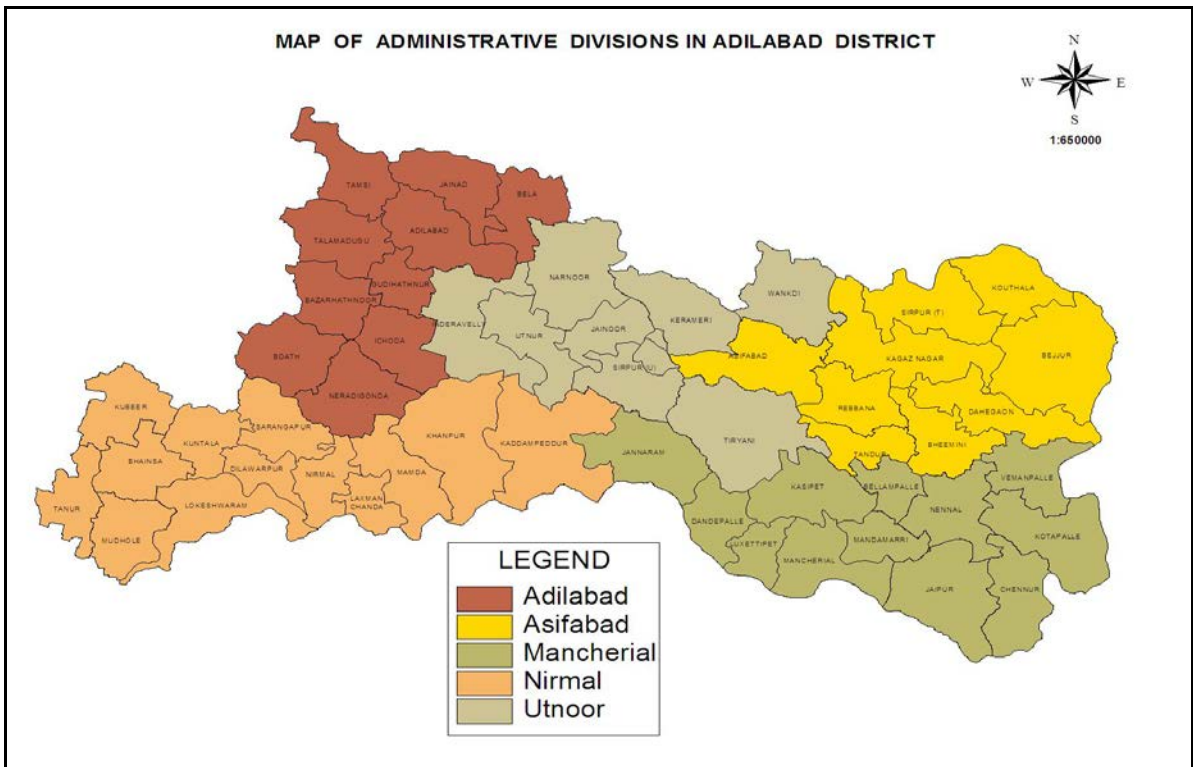 MAP OF ADMINISTRATIVE DIVISIONS IN ADILABAD DISTRICT
N
W
E
S
1:650000
TAMSI
JAINAD
BELA
TALAMADUGU
ADILABAD
GUDIHATHNUR
BAZARHATHNOOR
NARNOOR
WANKDI
KOUTHALA
SIRPUR (T)
INDERAVELLY
UTNUR
JAINOOR
KERAMERI
ICHODA
BOATH
ASIFABAD
KAGAZ NAGAR
BEJJUR
SIRPUR (U)
NERADIGONDA
KUBEER
REBBANA
DAHEGAON
SARANGAPUR
KUNTALA
KHANPUR
KADDAMPEDDUR
TIRYANI
BHEEMINI
BHAINSA
DILAWARPUR
NIRMAL
MAMDA
JANNARAM
TANDUR
LOKESHWARAM
LAXMAN
CHANDA
KASIPET
BELLAMPALLE
VEMANPALLE
TANUR
NENNAL
DANDEPALLE
MUDHOLE
LUXETTIPET
MANDAMARRI
KOTAPALLE
MANCHERIAL
JAIPUR
CHENNUR
LEGEND
Adilabad
Asifabad
Mancherial
Nirmal
Utnoor